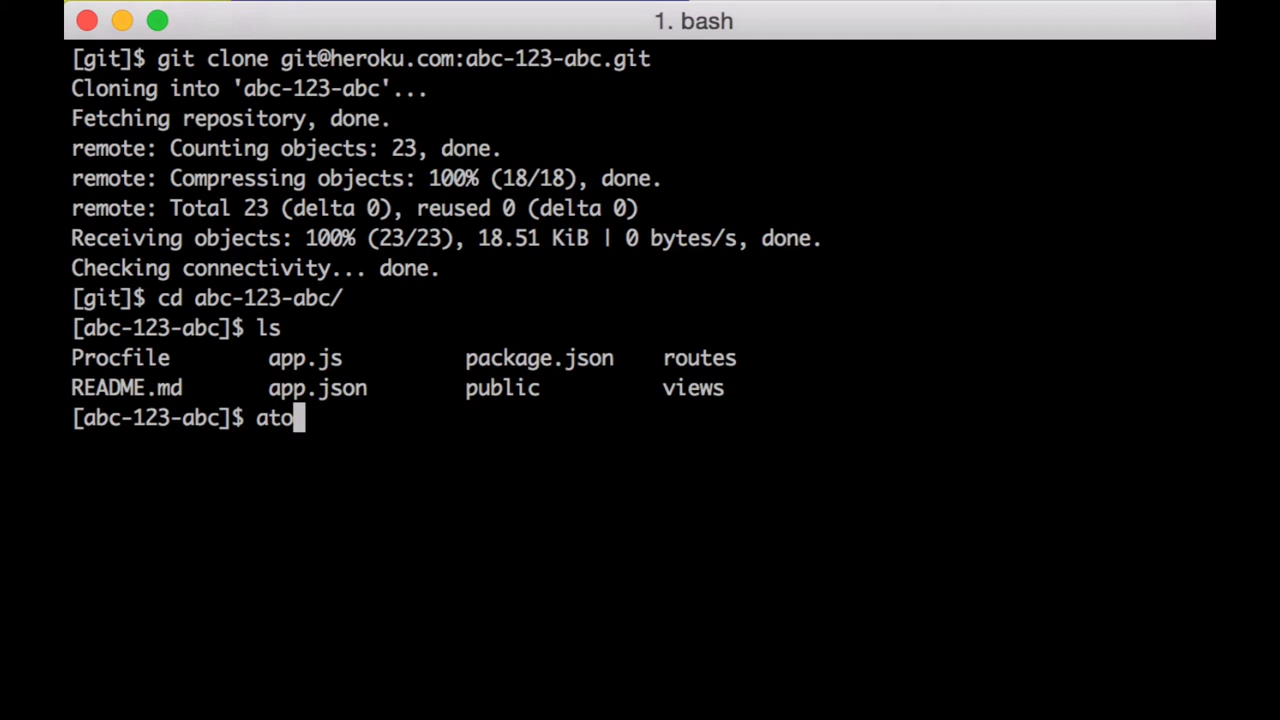 1. bash
[git]$ git clone git@heroku.com:abc-123-abc.git
Cloning into 'abc-123-abc'...
Fetching repository, done.
remote: Counting objects: 23, done.
remote: Compressing objects: 100% (18/18), done.
remote: Total 23 (delta 0), reused 0 (delta 0)
Receiving objects: 100% (23/23), 18.51 KiB | 0 bytes/s, done.
Checking connectivity... done.
[git]$ cd abc-123-abc/
[abc-123-abc]$ ls
Procfile app.js package.json routes
README.md app.json public views
[abc-123-abc]$ ato